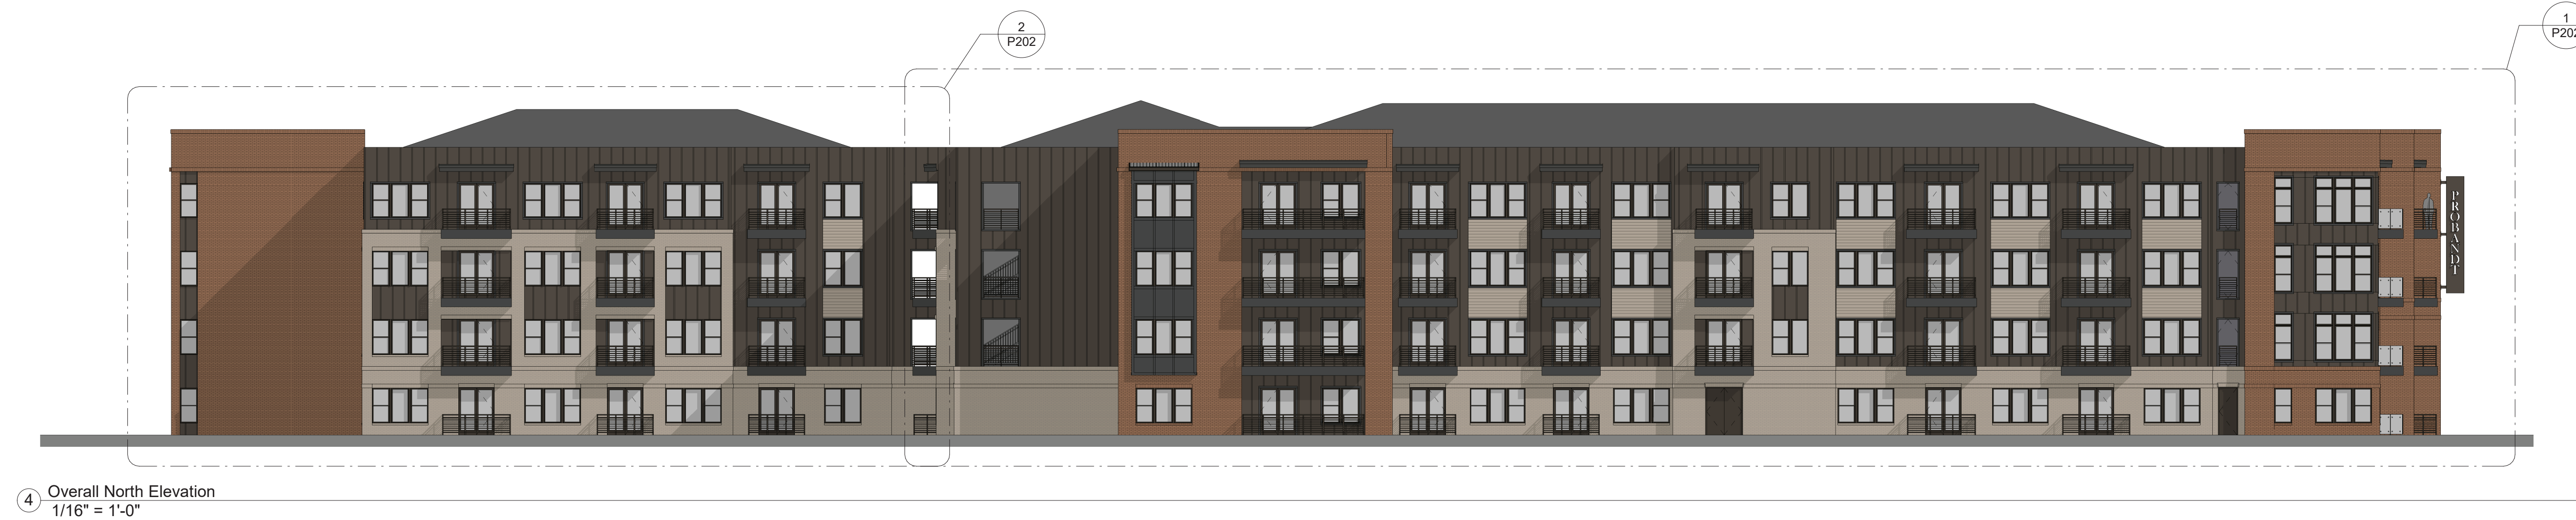 2
P202
1
P202
PROBANDT
4
Overall North Elevation
1/16" = 1'-0"